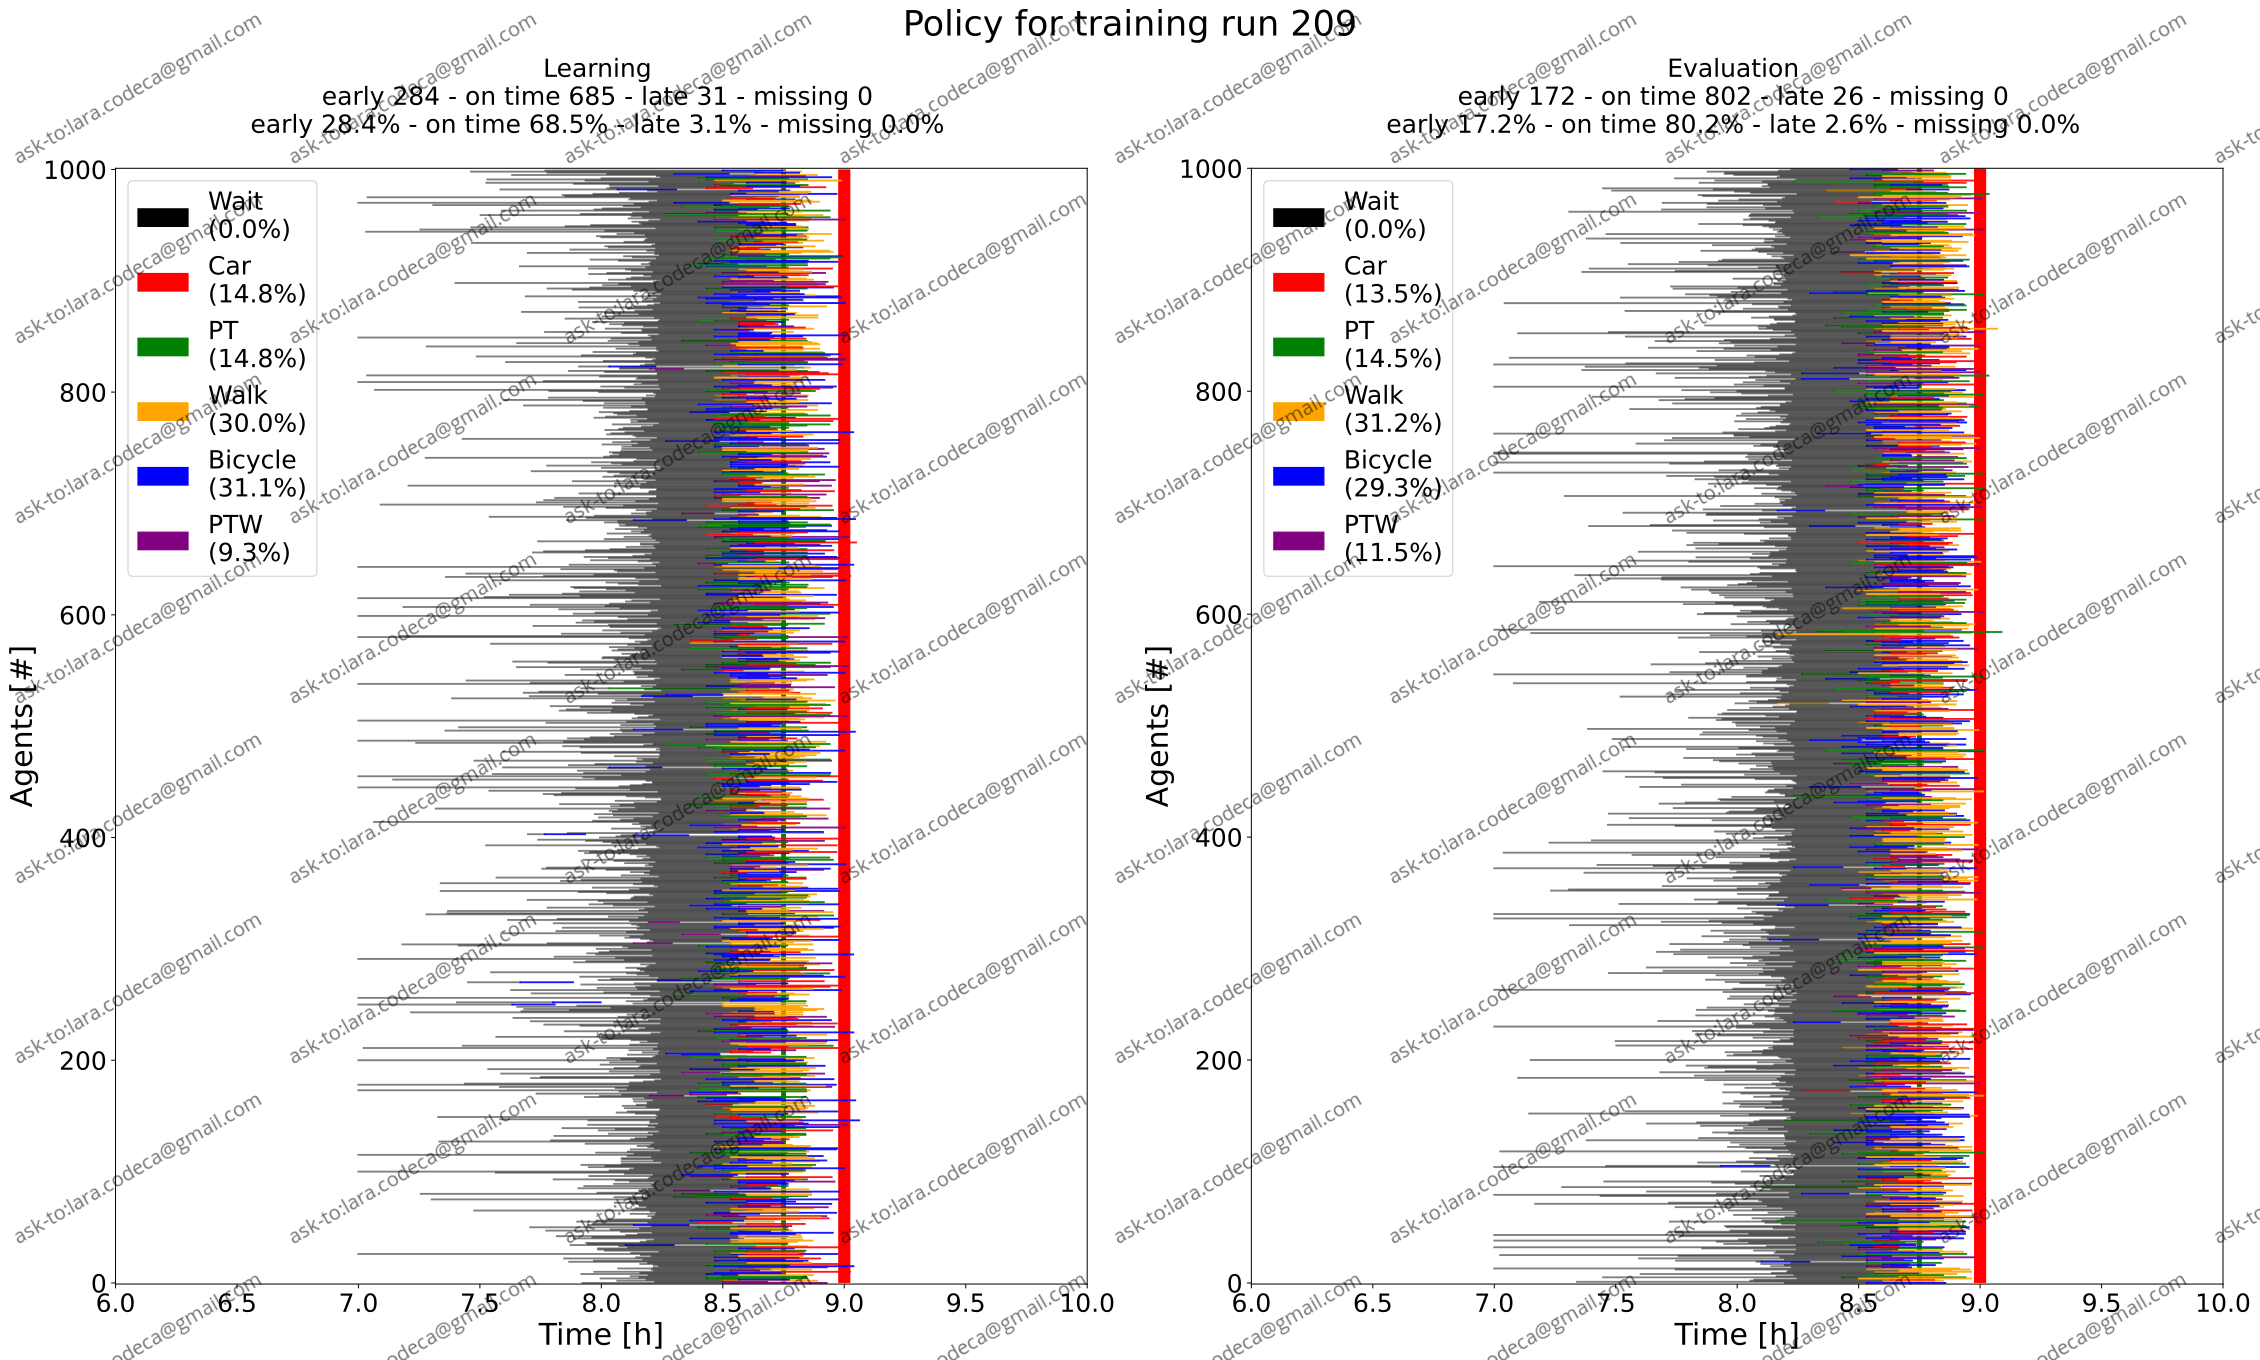 Policy for training run 209
Learning
early 284 - on time 685 - late 31 - missing 0
early 28.4% - on time 68.5% - late 3.1% - missing 0.0%
Agents [#]
1000
800
600
400
200
0
Wait
(0.0%)
Car
(14.8%)
PT
(14.8%)
Walk
(30.0%)
Bicycle
(31.1%)
PTW
(9.3%)
6.0 6.5 7.0 7.5 8.0 8.5 9.0 9.5 10.0
Time [h]
Evaluation
early 172 - on time 802 - late 26 - missing 0
early 17.2% - on time 80.2% - late 2.6% - missing 0.0%
Agents [#]
1000
800
600
400
200
0
Wait
(0.0%)
Car
(13.5%)
PT
(14.5%)
Walk
(31.2%)
Bicycle
(29.3%)
PTW
(11.5%)
6.0 6.5 7.0 7.5 8.0 8.5 9.0 9.5 10.0
Time [h]
ask-to:lara.codeca@gmail.com